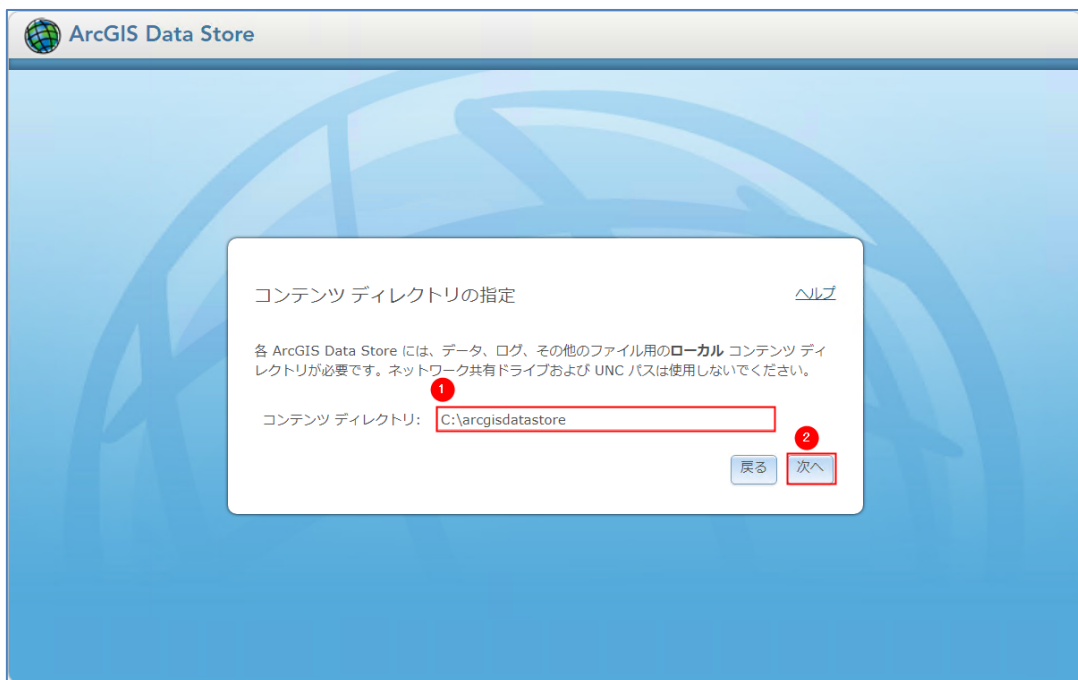 ArcGIS Data Store
コンテンツ ディレクトリの指定
ヘルプ
各 ArcGIS Data Store には、データ、ログ、その他のファイル用のローカル コンテンツ ディ
レクトリが必要です。ネットワーク共有ドライブおよび UNC パスは使用しないでください。
1
コンテンツ ディレクトリ: C:\arcgisdatastore
2
戻る 次へ